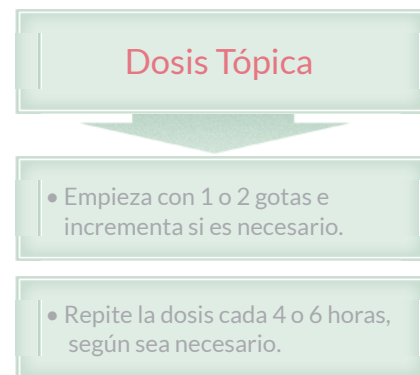 Dosis Tópica
• Empieza con 1 o 2 gotas e
incrementa si es necesario.
• Repite la dosis cada 4 o 6 horas,
según sea necesario.